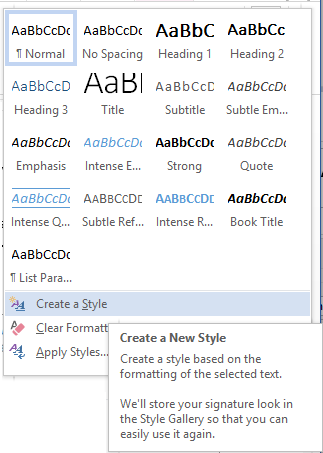 AaBbCcDc AaBbCcDc AaBbC AaBbCc
¶ Normal No Spacing Heading 1 Heading 2
AaBbCcDc AaBb AaBbCcD AaBbCcDc
Heading 3 Title Subtitle Subtle Em...
AaBbCcDc AaBbCcDc AaBbCcDc AaBbCcDc
Emphasis Intense E... Strong Quote
AaBbCcDc AaBbCcDD AaBbCcDD AaBbCcDc
Intense Q... Subtle Ref... Intense R... Book Title
AaBbCcDc
¶ List Para...
Create a Style
Clear Formatt
Apply Styles...
Create a New Style
Create a style based on the
formatting of the selected text.
We'll store your signature look in
the Style Gallery so that you can
easily use it again.